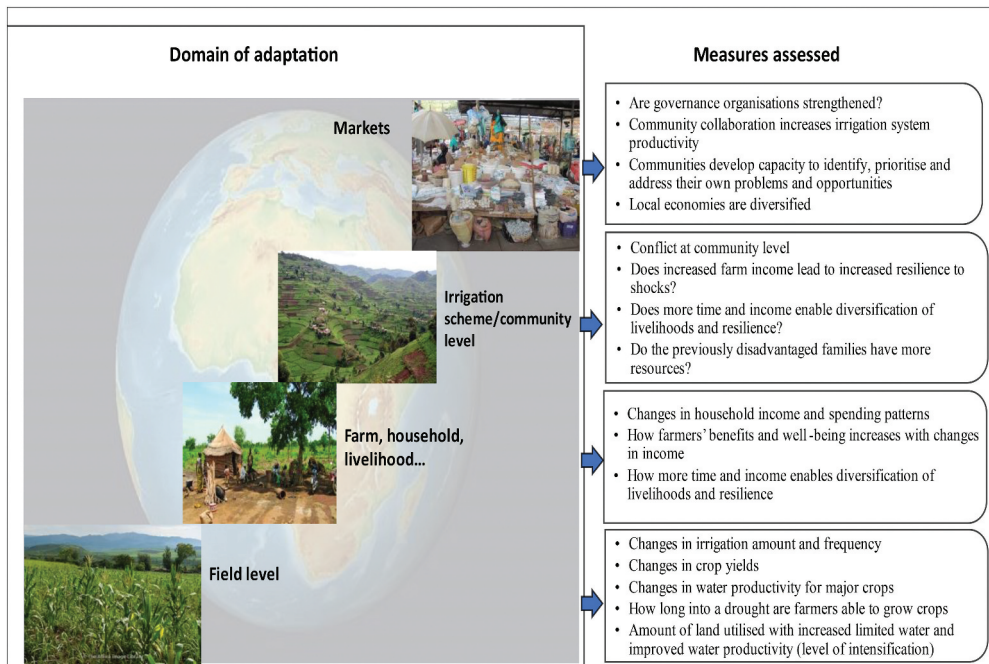 Domain of adaptation
Measures assessed
Markets
• Are governance organisations strengthened?
• Community collaboration increases irrigation system
productivity
• Communities develop capacity to identify, prioritise and
address their own problems and opportunities
• Local economies are diversified
Irrigation
scheme/community
level
• Conflict at community level
• Does increased farm income lead to increased resilience to
shocks?
• Does more time and income enable diversification of
livelihoods and resilience?
• Do the previously disadvantaged families have more
resources?
Farm, household,
livelihood...
• Changes in household income and spending patterns
• How farmers’ benefits and well-being increases with changes
in income
• How more time and income enables diversification of
livelihoods and resilience
Field level
• Changes in irrigation amount and frequency
• Changes in crop yields
• Changes in water productivity for major crops
• How long into a drought are farmers able to grow crops
• Amount of land utilised with increased limited water and
improved water productivity (level of intensification)